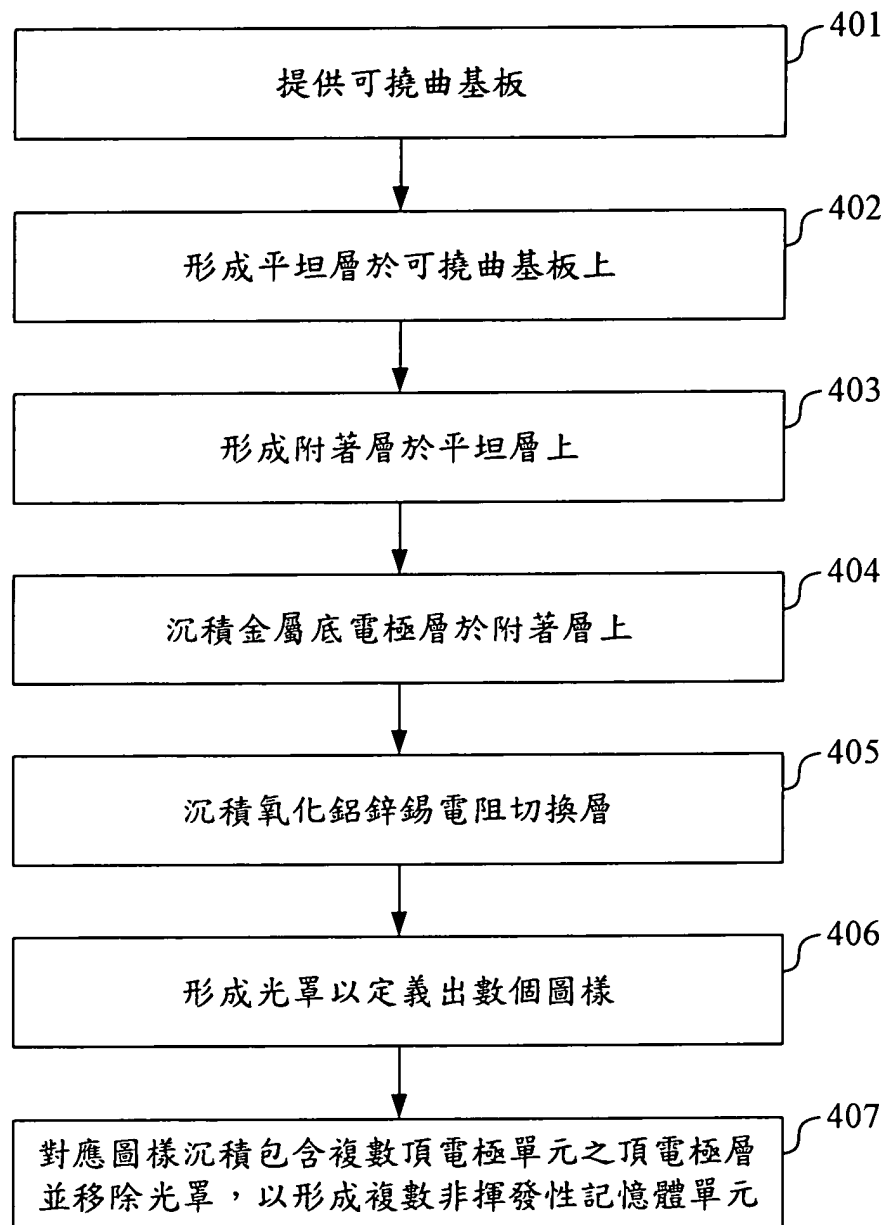 401
提供可撓曲基板
402
形成平坦層於可撓曲基板上
403
形成附著層於平坦層上
404
沉積金屬底電極層於附著層上
405
沉積氧化鋁鋅錫電阻切換層
406
形成光罩以定義出數個圖樣
407
對應圖樣沉積包含複數頂電極單元之頂電極層
並移除光罩，以形成複數非揮發性記憶體單元